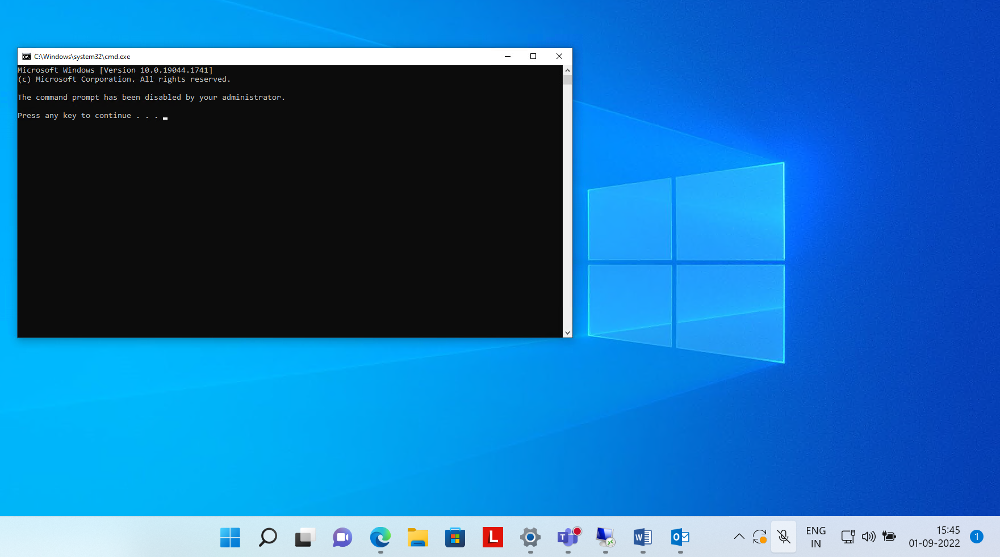 C:\Windows\system32\cmd.exe
Microsoft Windows [Version 10.0.19044.1741]
(c) Microsoft Corporation. All rights reserved.
The command prompt has been disabled by your administrator.
Press any key to continue . . .
L
T
W
O
ENG
IN
15:45
01-09-2022
1